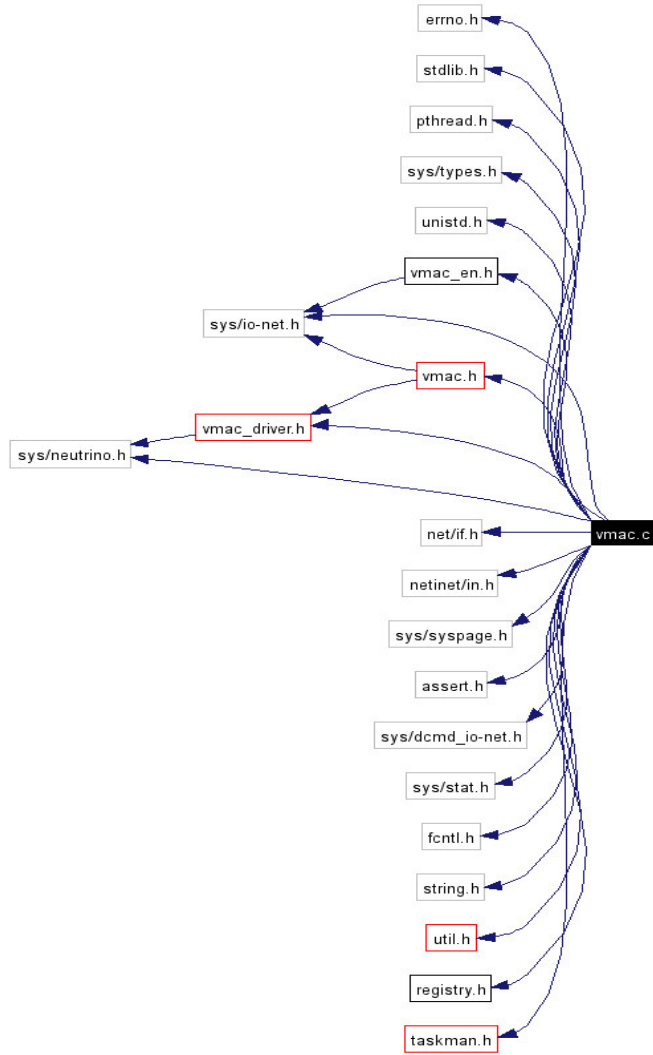 errno.h
stdlib.h
pthread.h
sys/types.h
unistd.h
vmac_en.h
sys/io-net.h
vmac.h
vmac_driver.h
sys/neutrino.h
net/if.h
vmac.c
netinet/in.h
sys/syspage.h
assert.h
sys/dcmd_io-net.h
sys/stat.h
fcntl.h
string.h
util.h
registry.h
taskman.h